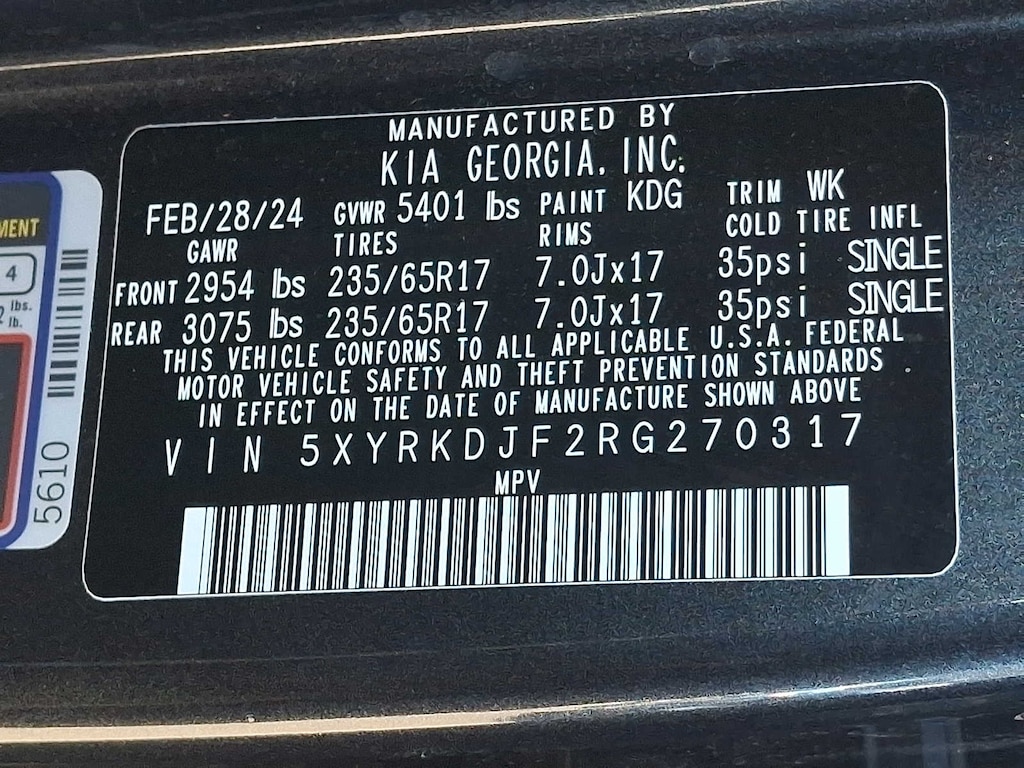 MANUFACTURED BY
KIA GEORGIA, INC.
FEB/28/24 GVWR 5401 lbs PAINT KDG TRIM WK
GAWR TIRES RIMS COLD TIRE INFL
FRONT 2954 lbs 235/65R17 7.0Jx17 35psi SINGLE
REAR 3075 lbs 235/65R17 7.0Jx17 35psi SINGLE
THIS VEHICLE CONFORMS TO ALL APPLICABLE U.S.A. FEDERAL
MOTOR VEHICLE SAFETY AND THEFT PREVENTION STANDARDS
IN EFFECT ON THE DATE OF MANUFACTURE SHOWN ABOVE
VIN 5XYRKDJF2RG270317
MPV
4
lbs.
lb.
5610